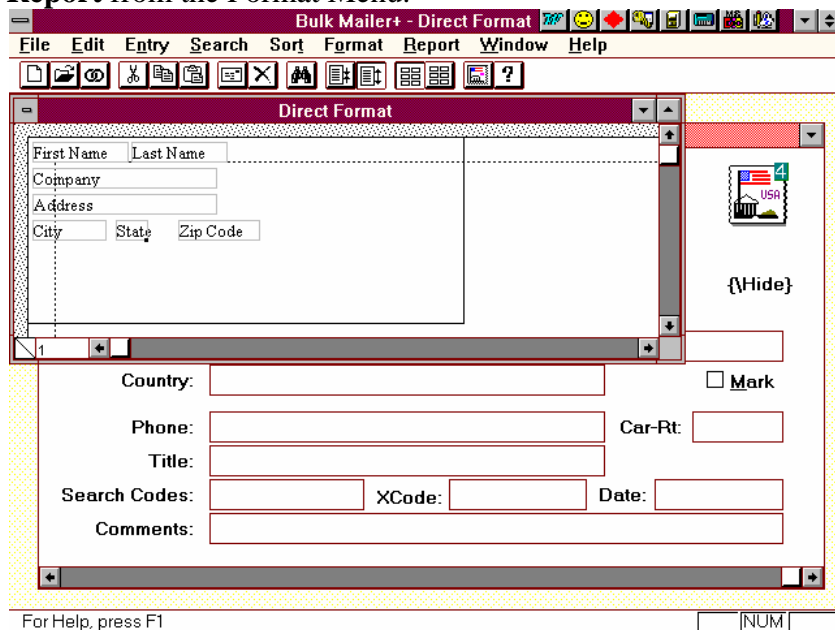 Report from the Format Menu.
Bulk Mailer+ - Direct Format
File Edit Entry Search Sort Format Report Window Help
Direct Format
First Name Last Name
Company
Address
City State Zip Code
4
USA
{\Hide}
1
Country:
Mark
Phone:
Car-Rt:
Title:
Search Codes:
XCode:
Date:
Comments:
For Help, press F1
NUM